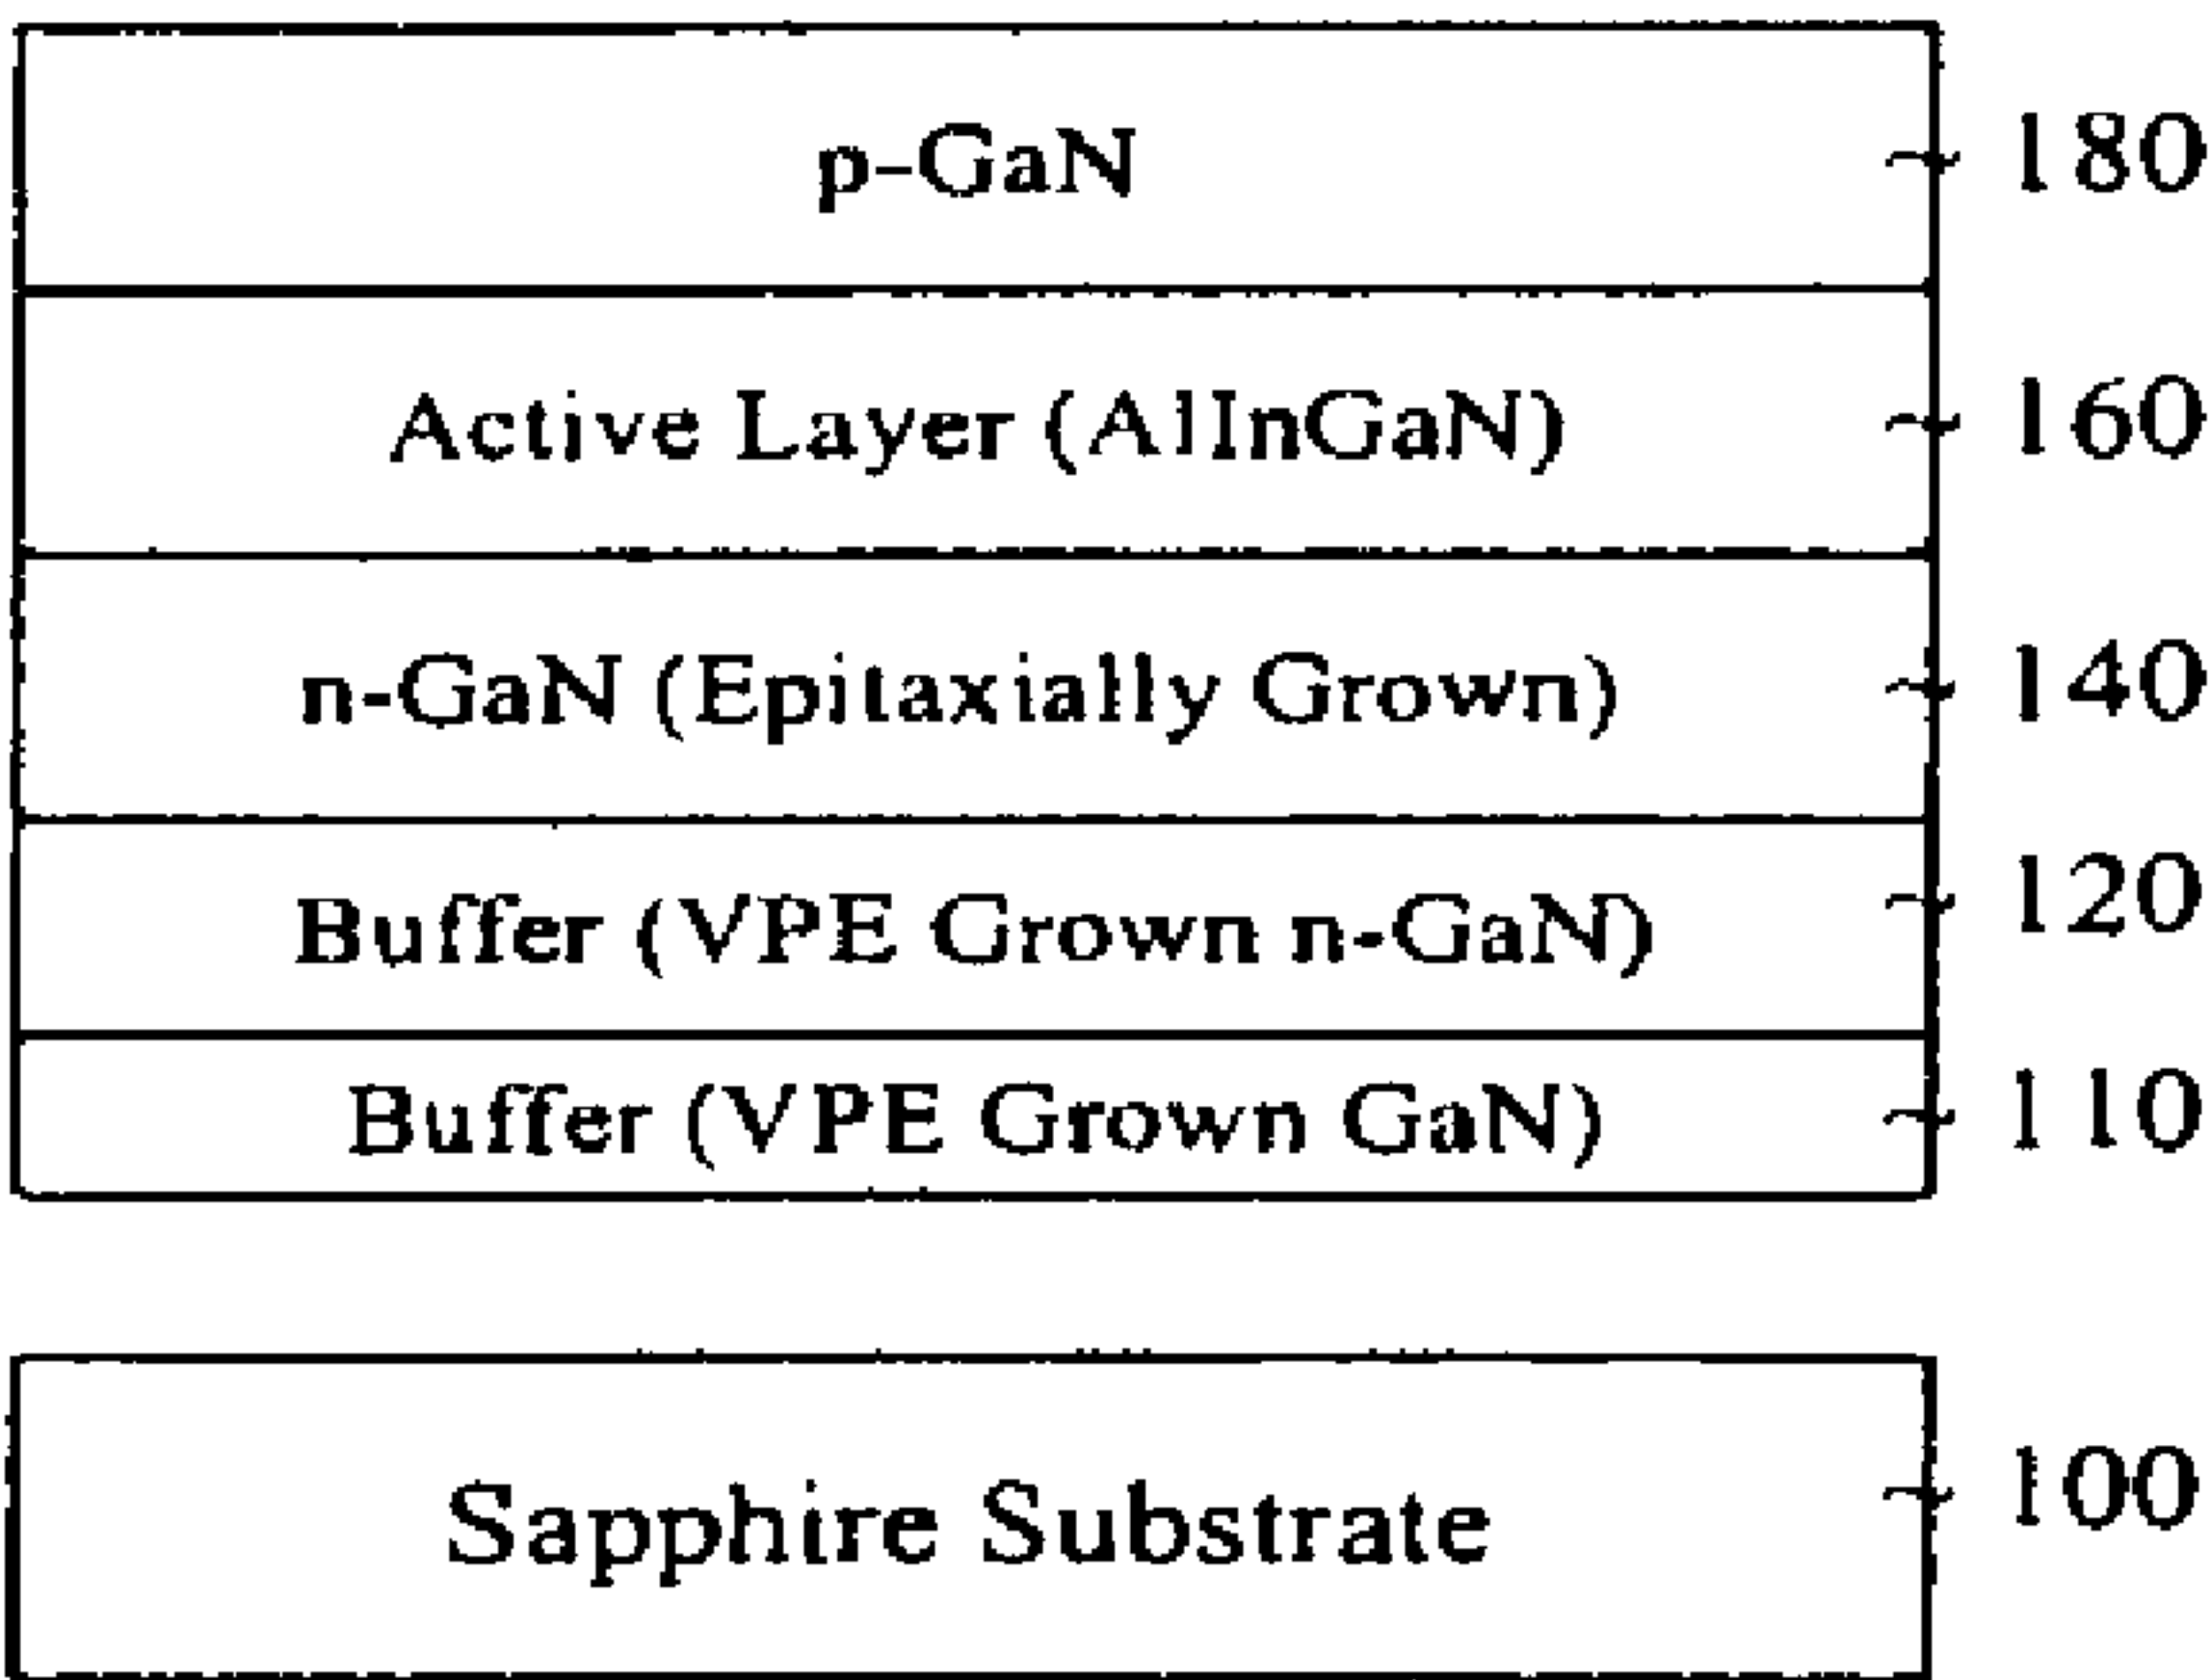 p-GaN 180
Active Layer (AlInGaN) 160
n-GaN (Epitaxially Grown) 140
Buffer (VPE Grown n-GaN) 120
Buffer (VPE Grown GaN) 110
Sapphire Substrate 100